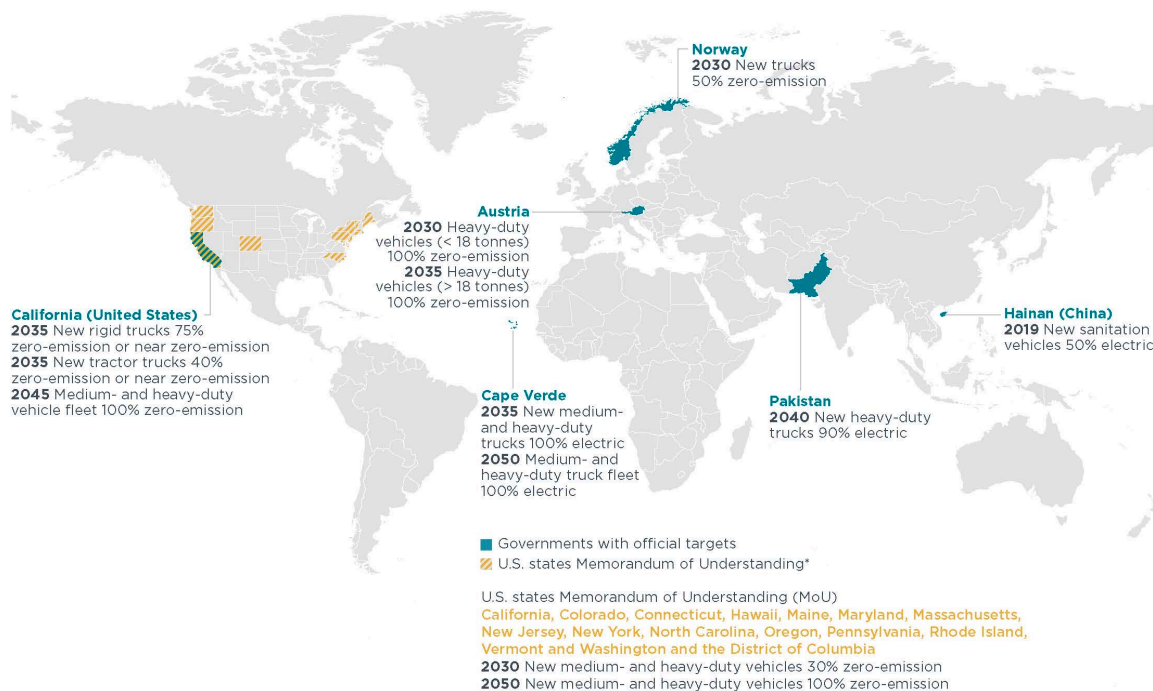 Norway
2030 New trucks
50% zero-emission
Austria
2030 Heavy-duty
vehicles (< 18 tonnes)
100% zero-emission
2035 Heavy-duty
vehicles (> 18 tonnes)
100% zero-emission
California (United States)
2035 New rigid trucks 75%
zero-emission or near zero-emission
2035 New tractor trucks 40%
zero-emission or near zero-emission
2045 Medium- and heavy-duty
vehicle fleet 100% zero-emission
Hainan (China)
2019 New sanitation
vehicles 50% electric
Cape Verde
2035 New medium-
and heavy-duty
trucks 100% electric
2050 Medium- and
heavy-duty truck fleet
100% electric
Pakistan
2040 New heavy-duty
trucks 90% electric
Governments with official targets
U.S. states Memorandum of Understanding*
U.S. states Memorandum of Understanding (MoU)
California, Colorado, Connecticut, Hawaii, Maine, Maryland, Massachusetts,
New Jersey, New York, North Carolina, Oregon, Pennsylvania, Rhode Island,
Vermont and Washington and the District of Columbia
2030 New medium- and heavy-duty vehicles 30% zero-emission
2050 New medium- and heavy-duty vehicles 100% zero-emission